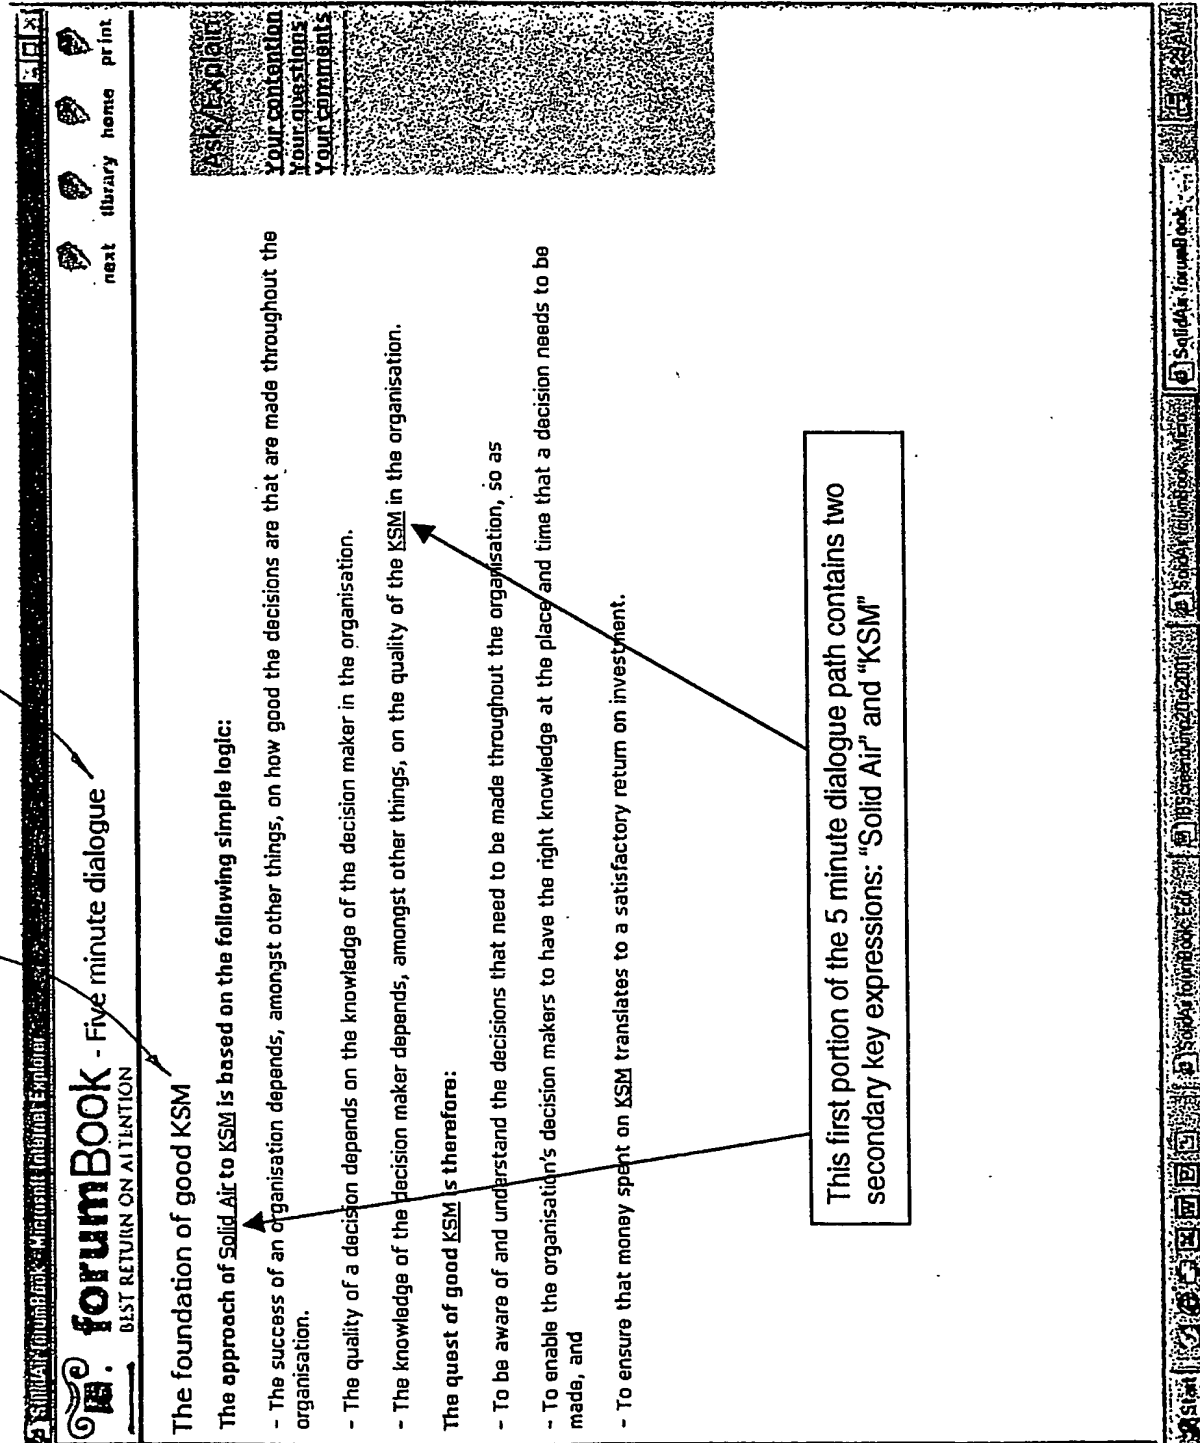 SolidAir forumBook - Microsoft Internet Explorer
forumBook - Five minute dialogue
BEST RETURN ON ATTENTION
next library home print
The foundation of good KSM
The approach of Solid Air to KSM is based on the following simple logic:
- The success of an organisation depends, amongst other things, on how good the decisions are that are made throughout the
organisation.
- The quality of a decision depends on the knowledge of the decision maker in the organisation.
- The knowledge of the decision maker depends, amongst other things, on the quality of the KSM in the organisation.
The quest of good KSM is therefore:
- To be aware of and understand the decisions that need to be made throughout the organisation, so as
- To enable the organisation's decision makers to have the right knowledge at the place and time that a decision needs to be
made, and
- To ensure that money spent on KSM translates to a satisfactory return on investment.
Ask/Explain
Your contention
Your questions
Your comments
This first portion of the 5 minute dialogue path contains two
secondary key expressions: "Solid Air" and "KSM"
Start
SolidAir forumBook